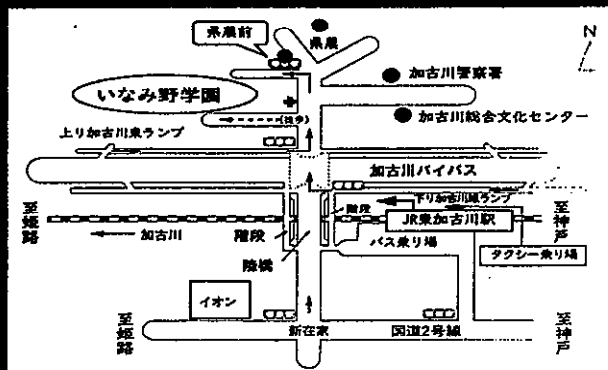 県農前
県農
加古川警察署
N
いなみ野学園
(徒歩)
加古川総合文化センター
上り加古川東ランプ
加古川バイパス
階段
下り加古川東ランプ
至姫路
加古川
階段
陸橋
JR東加古川駅
バス乗り場
至神戸
タクシー乗り場
イオン
至姫路
新在家
国道2号線
至神戸